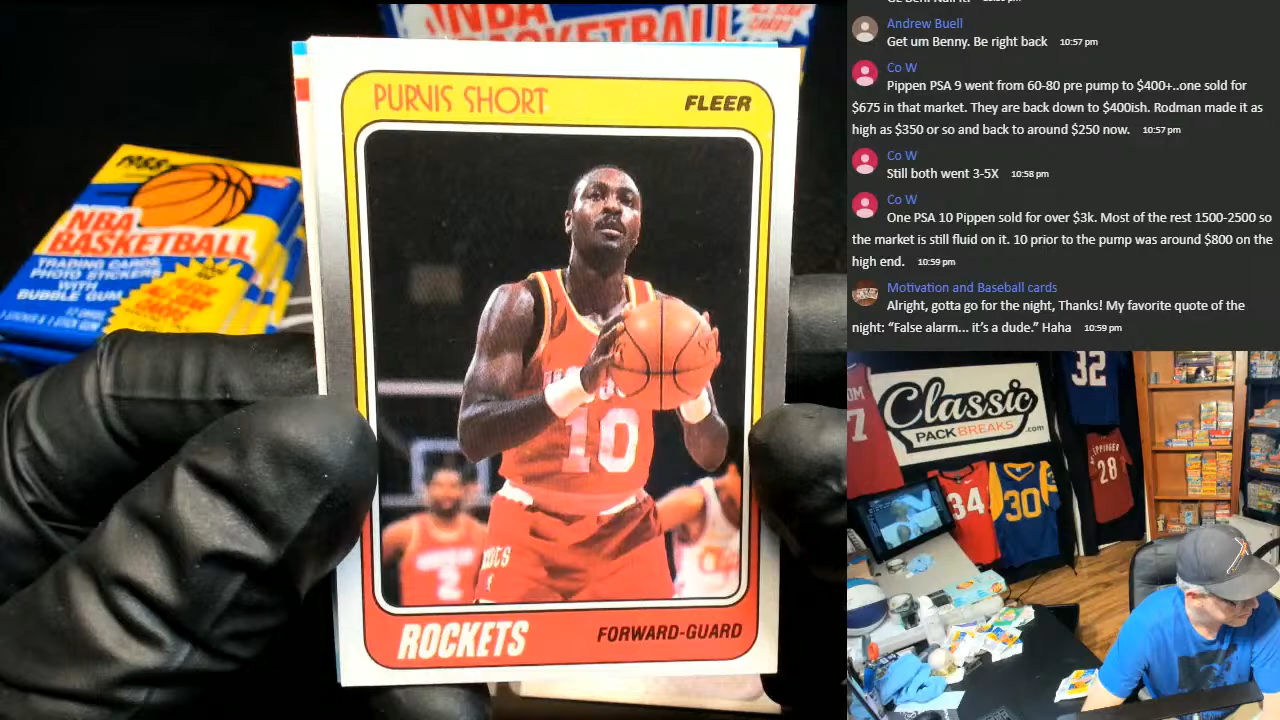 NBA
BASKETBALL
1988
NBA
BASKETBALL
TRADING CARDS
PHOTO STICKERS
WITH
BUBBLE GUM
PURVIS SHORT
FLEER
10
2
ROCKETS
FORWARD-GUARD
Andrew Buell
Get um Benny. Be right back 10:57 pm
Co W
Pippen PSA 9 went from 60-80 pre pump to $400+..one sold for
$675 in that market. They are back down to $400ish. Rodman made it as
high as $350 or so and back to around $250 now. 10:57 pm
Co W
Still both went 3-5X 10:58 pm
Co W
One PSA 10 Pippen sold for over $3k. Most of the rest 1500-2500 so
the market is still fluid on it. 10 prior to the pump was around $800 on the
high end. 10:59 pm
Motivation and Baseball cards
Alright, gotta go for the night, Thanks! My favorite quote of the
night: “False alarm... it’s a dude.” Haha 10:59 pm
Classic
PACK BREAKS .com
32
7
34
30
28